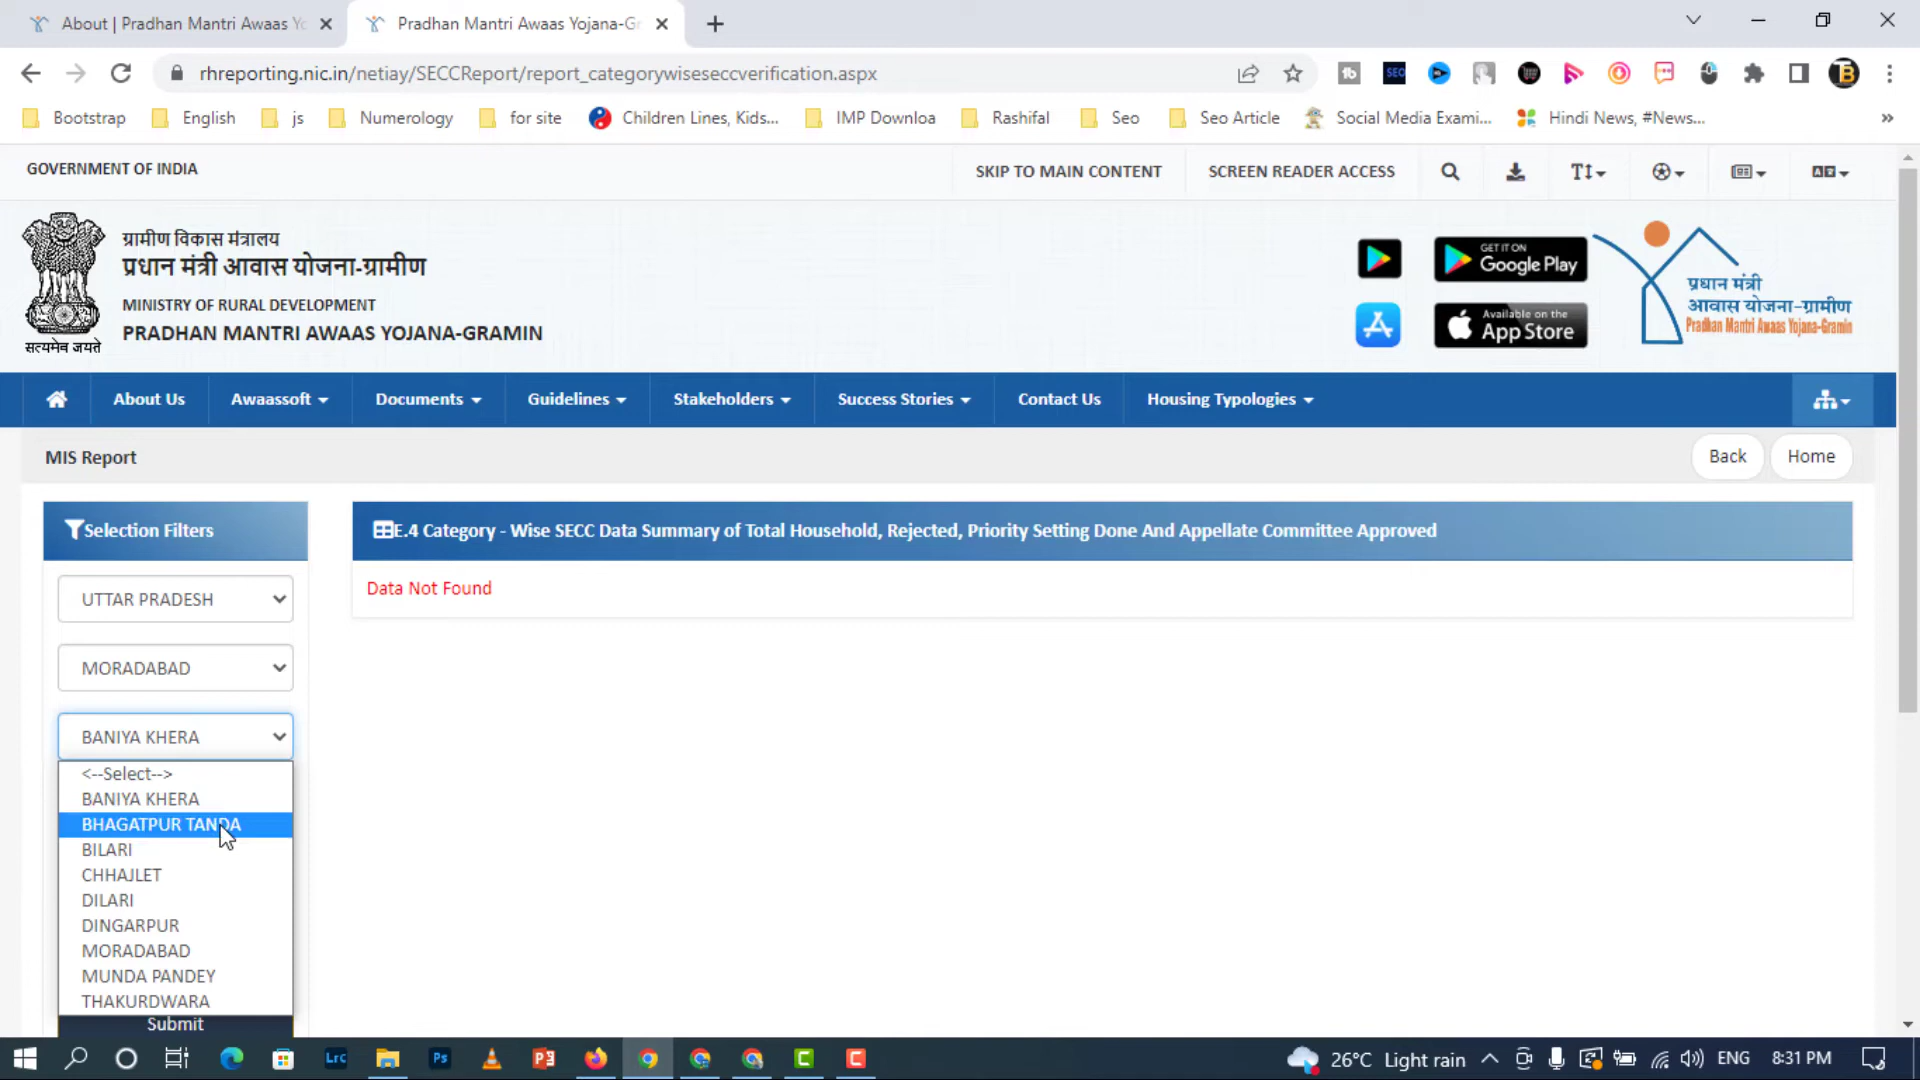 About | Pradhan Mantri Awaas Yo
Pradhan Mantri Awaas Yojana-G
rhreporting.nic.in/netiay/SECCReport/report_categorywiseseccverification.aspx
Bootstrap English js Numerology for site Children Lines, Kids... IMP Downloa Rashifal Seo Seo Article Social Media Exami... Hindi News, #News... »
GOVERNMENT OF INDIA SKIP TO MAIN CONTENT SCREEN READER ACCESS
ग्रामीण विकास मंत्रालय
प्रधान मंत्री आवास योजना-ग्रामीण
MINISTRY OF RURAL DEVELOPMENT
PRADHAN MANTRI AWAAS YOJANA-GRAMIN
सत्यमेव जयते
GET IT ON
Google Play
Available on the
App Store
प्रधान मंत्री
आवास योजना-ग्रामीण
Pradhan Mantri Awaas Yojana-Gramin
About Us Awaassoft Documents Guidelines Stakeholders Success Stories Contact Us Housing Typologies
MIS Report Back Home
Selection Filters
E.4 Category - Wise SECC Data Summary of Total Household, Rejected, Priority Setting Done And Appellate Committee Approved
Data Not Found
UTTAR PRADESH
MORADABAD
BANIYA KHERA
<--Select-->
BANIYA KHERA
BHAGATPUR TANDA
BILARI
CHHAJLET
DILARI
DINGARPUR
MORADABAD
MUNDA PANDEY
THAKURDWARA
Submit
Lrc Ps 26°C Light rain ENG 8:31 PM